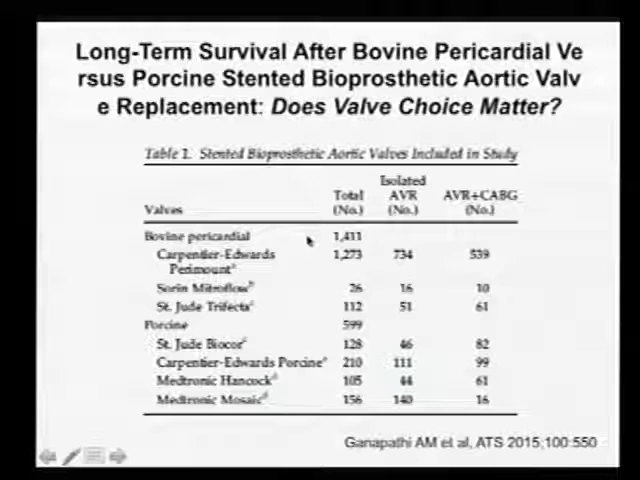 Long-Term Survival After Bovine Pericardial Ve
rsus Porcine Stented Bioprosthetic Aortic Valv
e Replacement: Does Valve Choice Matter?
Table 1. Stented Bioprosthetic Aortic Valves Included in Study
Valves Total (No.) Isolated AVR (No.) AVR+CABG (No.)
Bovine pericardial 1,411
Carpentier-Edwards Perimount 1,273 734 539
Sorin Mitroflow 26 16 10
St. Jude Trifecta 112 51 61
Porcine 599
St. Jude Biocor 128 46 82
Carpentier-Edwards Porcine 210 111 99
Medtronic Hancock 105 44 61
Medtronic Mosaic 156 140 16
Ganapathi AM et al, ATS 2015;100:550